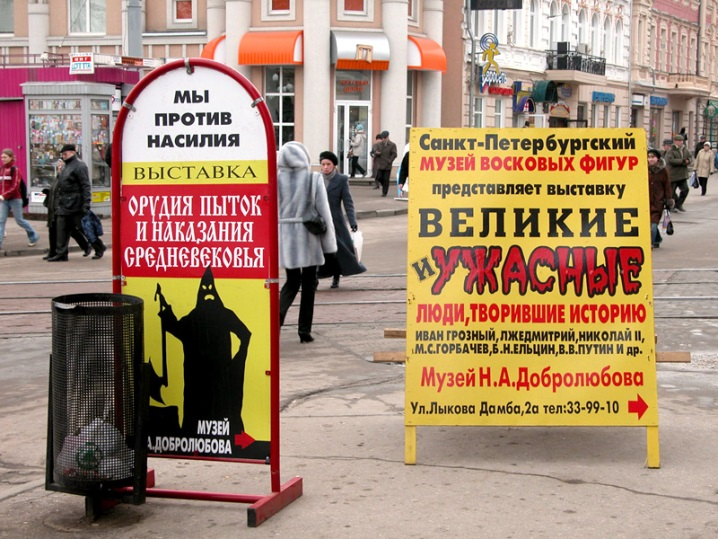 МЫ
ПРОТИВ
НАСИЛИЯ
ВЫСТАВКА
ОРУДИЯ ПЫТОК
И НАКАЗАНИЯ
СРЕДНЕВЕКОВЬЯ
МУЗЕЙ
.А.ДОБРОЛЮБОВА
Санкт-Петербургский
МУЗЕЙ ВОСКОВЫХ ФИГУР
представляет выставку
ВЕЛИКИЕ
и УЖАСНЫЕ
ЛЮДИ,ТВОРИВШИЕ ИСТОРИЮ
ИВАН ГРОЗНЫЙ, ЛЖЕДМИТРИЙ, НИКОЛАЙ II,
М.С.ГОРБАЧЕВ, Б.Н.ЕЛЬЦИН, В.В.ПУТИН И др.
Музей Н.А.Добролюбова
Ул.Лыкова Дамба,2а тел:33-99-10